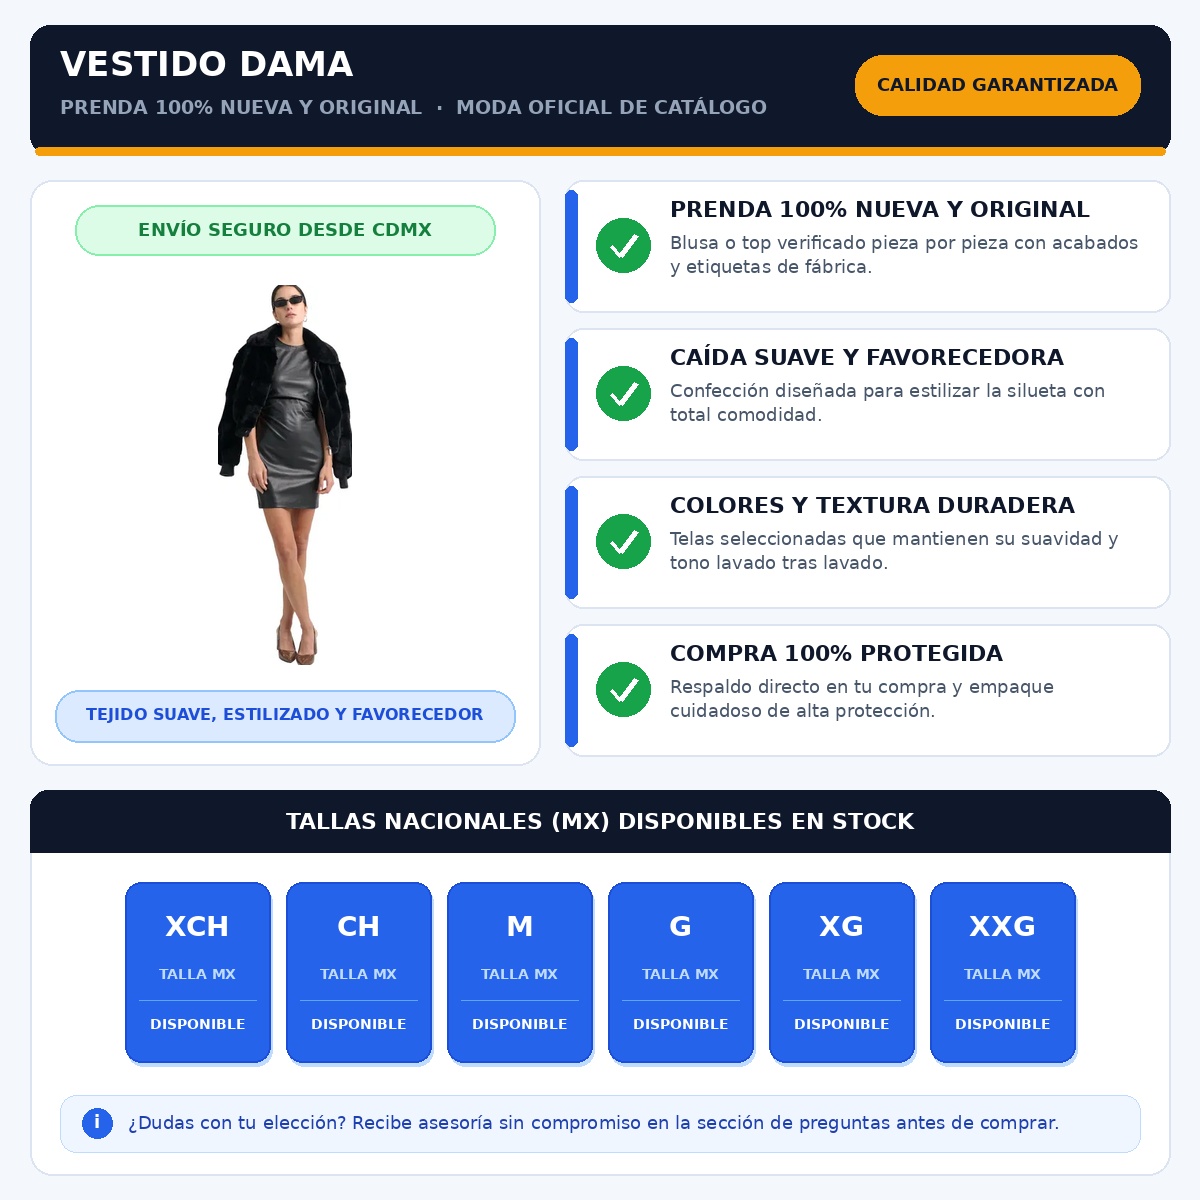 VESTIDO DAMA
PRENDA 100% NUEVA Y ORIGINAL · MODA OFICIAL DE CATÁLOGO
CALIDAD GARANTIZADA
ENVÍO SEGURO DESDE CDMX
TEJIDO SUAVE, ESTILIZADO Y FAVORECEDOR
PRENDA 100% NUEVA Y ORIGINAL
Blusa o top verificado pieza por pieza con acabados
y etiquetas de fábrica.
CAÍDA SUAVE Y FAVORECEDORA
Confección diseñada para estilizar la silueta con
total comodidad.
COLORES Y TEXTURA DURADERA
Telas seleccionadas que mantienen su suavidad y
tono lavado tras lavado.
COMPRA 100% PROTEGIDA
Respaldo directo en tu compra y empaque
cuidadoso de alta protección.
TALLAS NACIONALES (MX) DISPONIBLES EN STOCK
XCH
TALLA MX
DISPONIBLE
CH
TALLA MX
DISPONIBLE
M
TALLA MX
DISPONIBLE
G
TALLA MX
DISPONIBLE
XG
TALLA MX
DISPONIBLE
XXG
TALLA MX
DISPONIBLE
i ¿Dudas con tu elección? Recibe asesoría sin compromiso en la sección de preguntas antes de comprar.